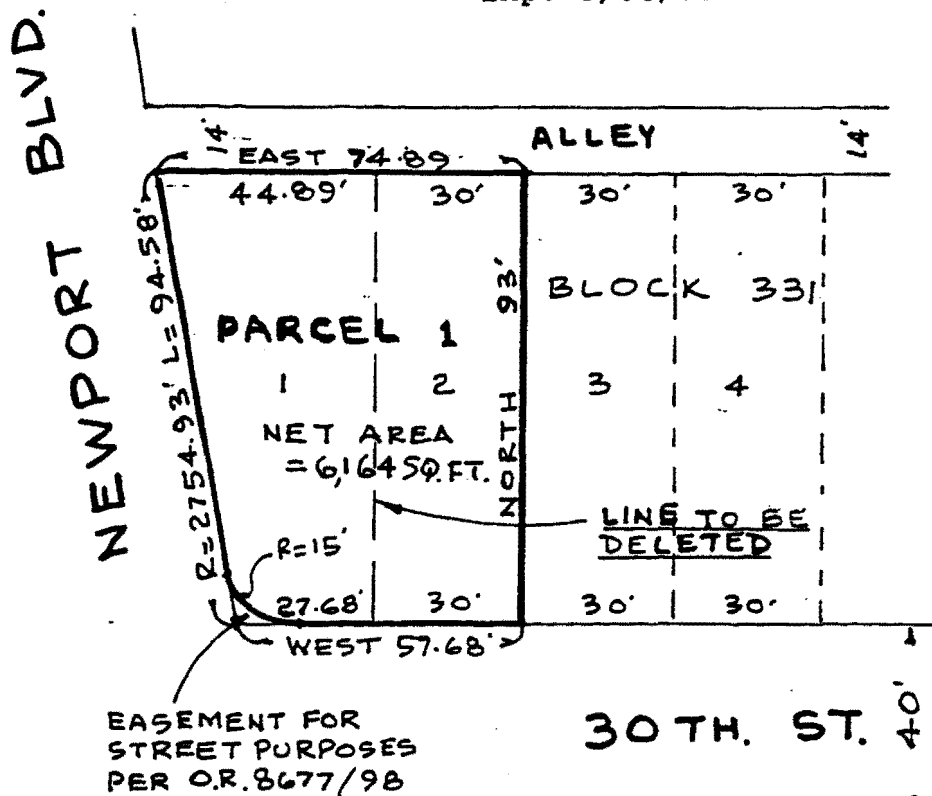 NEWPORT BLVD.
14'
ALLEY
14'
EAST 74.89
44.89'
30'
30'
30'
R=2754.93' L=94.58'
NORTH 93'
BLOCK 331
PARCEL 1
1
2
3
4
NET AREA
=6,164 SQ.FT.
LINE TO BE
DELETED
R=15'
27.68'
30'
30'
30'
WEST 57.68'
EASEMENT FOR
STREET PURPOSES
PER O.R. 8677/98
30TH. ST.
40'